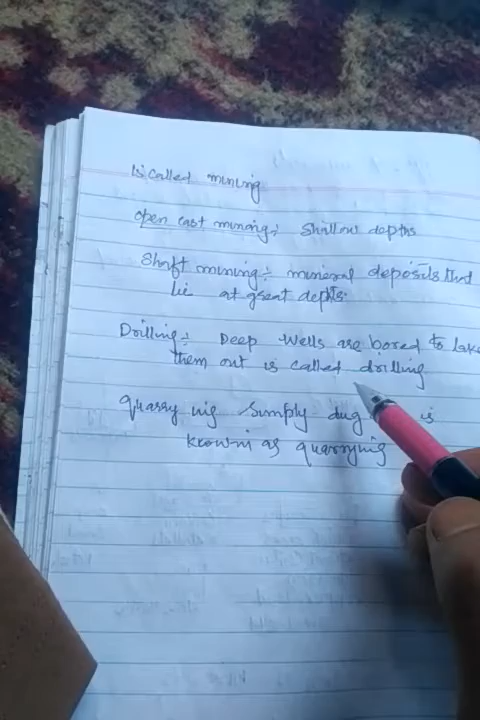 is called mining
open cast mining:- Shallow depths
Shaft mining:- mineral deposits that
lie at great depths.
Drilling:- Deep wells are bored to take
them out is called drilling
Quarrying Simply dug is
known as quarrying